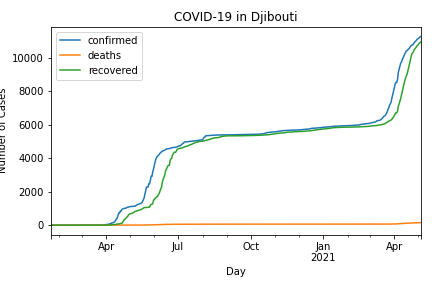 COVID-19 in Djibouti
confirmed
deaths
recovered
Number of Cases
10000
8000
6000
4000
2000
0
Apr
Jul
Oct
Jan
2021
Apr
Day